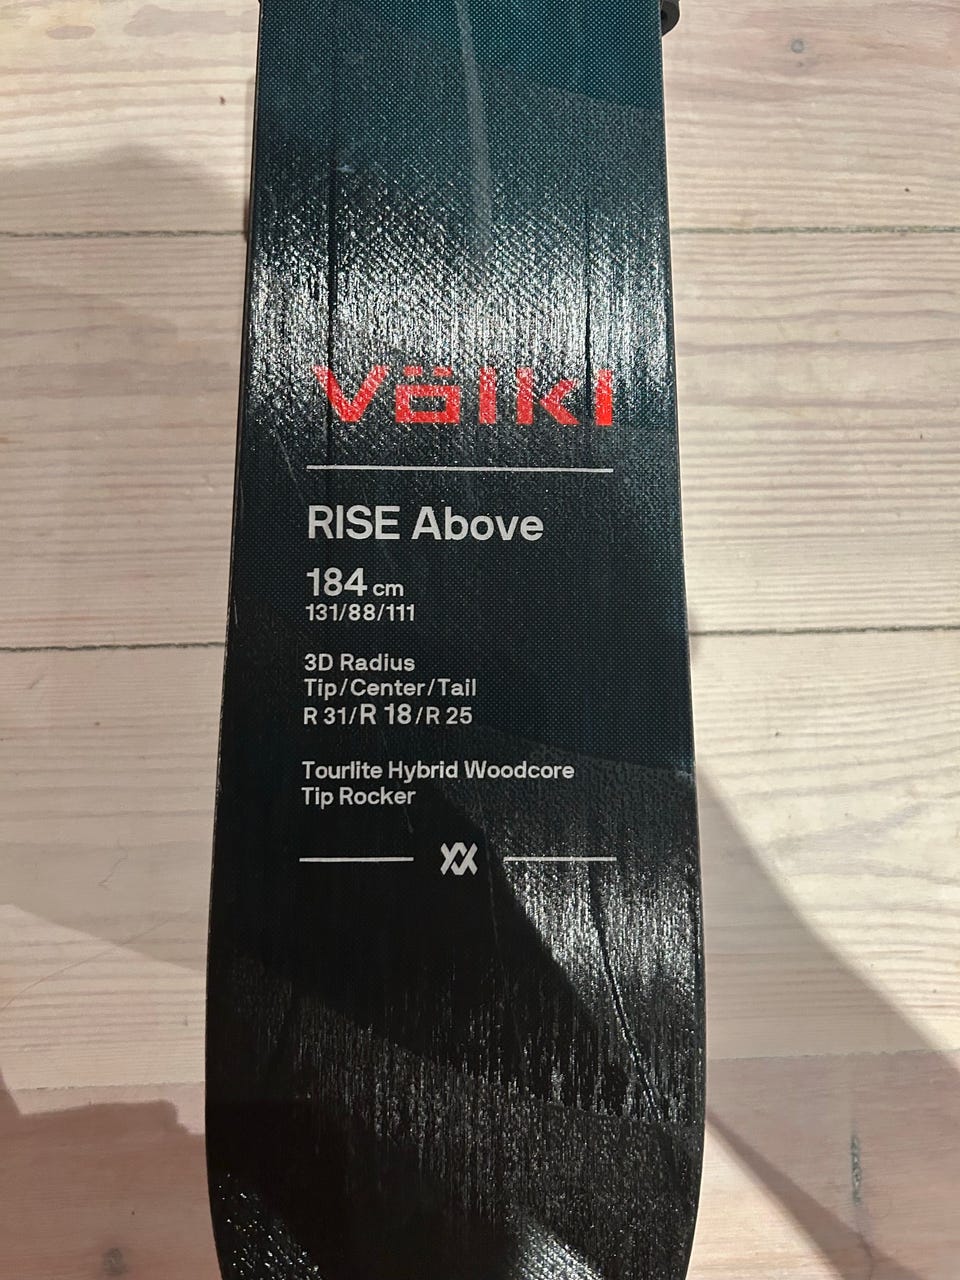 Völkl
RISE Above
184 cm
131/88/111
3D Radius
Tip/Center/Tail
R 31/R 18/R 25
Tourlite Hybrid Woodcore
Tip Rocker